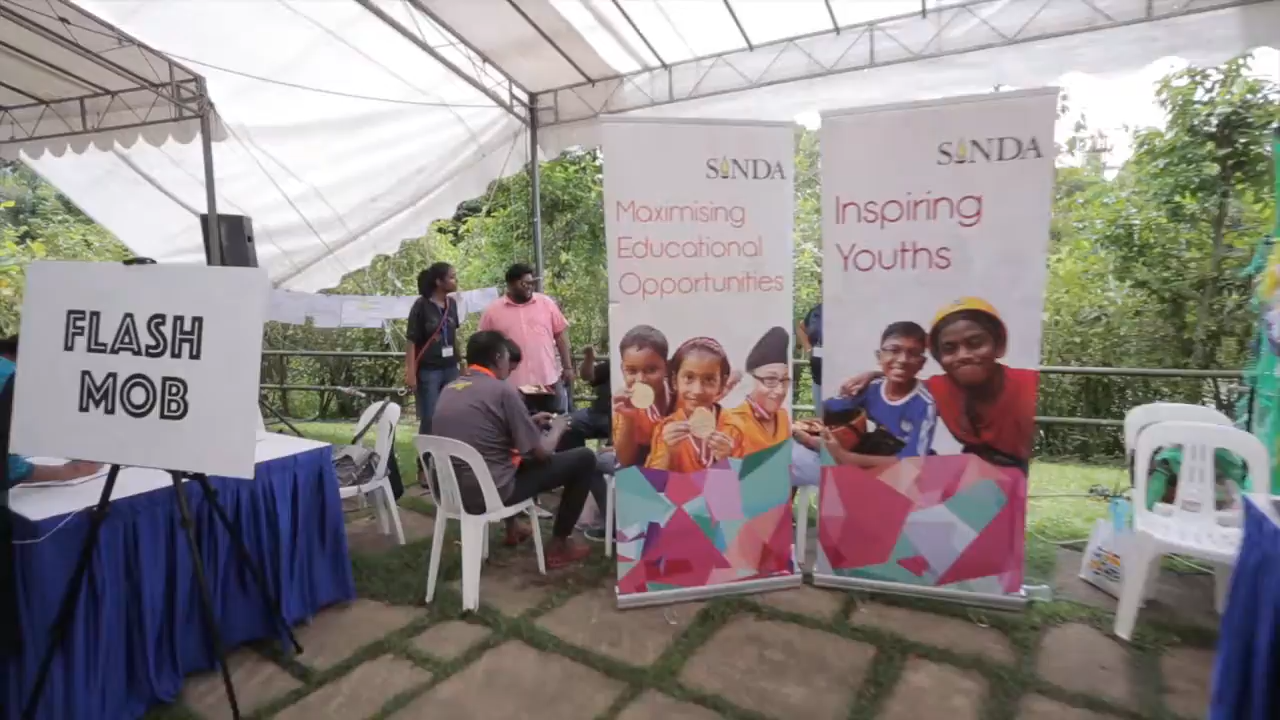 FLASH
MOB
SINDA
Maximising
Educational
Opportunities
SINDA
Inspiring
Youths